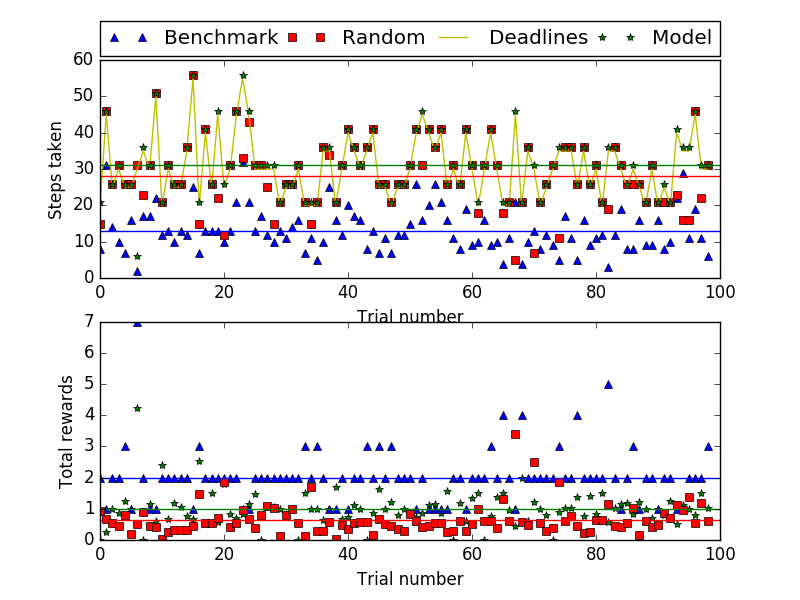 Benchmark Random Deadlines Model
60
50
40
30
20
10
0
Steps taken
0 20 40 60 80 100
Trial number
7
6
5
4
3
2
1
0
Total rewards
0 20 40 60 80 100
Trial number